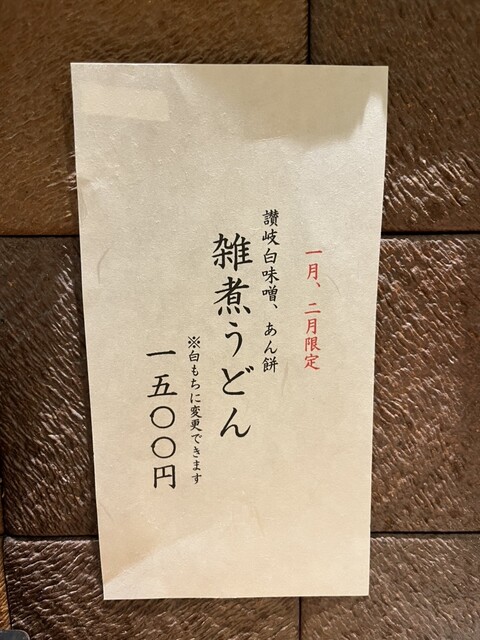 一月、二月限定
讃岐白味噌、あん餅
雑煮うどん
※白もちに変更できます
一五〇〇円